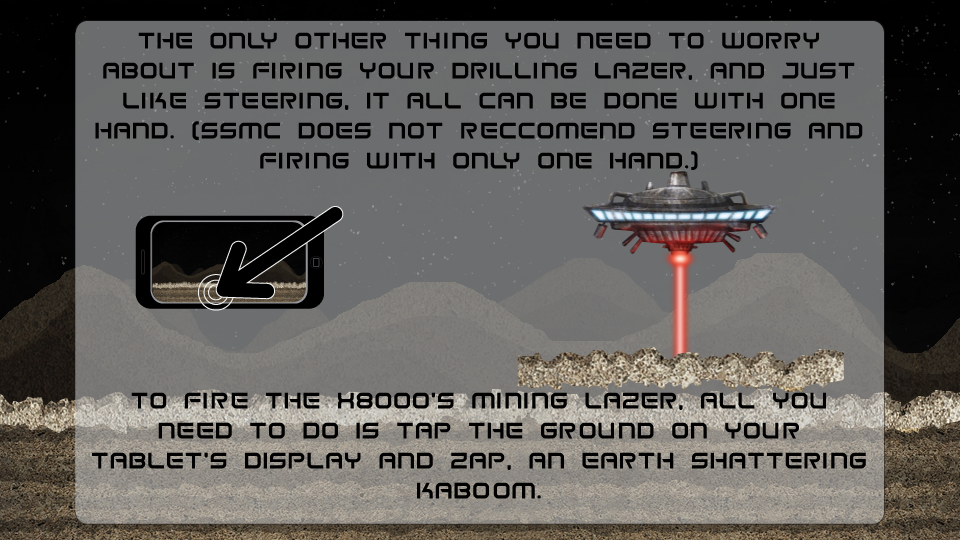 THE ONLY OTHER THING YOU NEED TO WORRY
ABOUT IS FIRING YOUR DRILLING LAZER, AND JUST
LIKE STEERING, IT ALL CAN BE DONE WITH ONE
HAND. (SSMC DOES NOT RECCOMEND STEERING AND
FIRING WITH ONLY ONE HAND.)
TO FIRE THE X8000'S MINING LAZER, ALL YOU
NEED TO DO IS TAP THE GROUND ON YOUR
TABLET'S DISPLAY AND ZAP, AN EARTH SHATTERING
KABOOM.